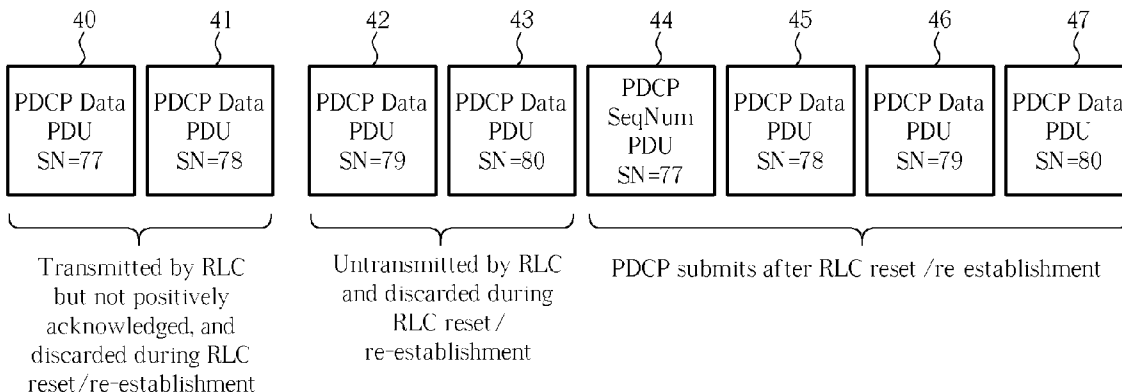 40 41 42 43 44 45 46 47
PDCP Data
PDU
SN=77
PDCP Data
PDU
SN=78
PDCP Data
PDU
SN=79
PDCP Data
PDU
SN=80
PDCP
SeqNum
PDU
SN=77
PDCP Data
PDU
SN=78
PDCP Data
PDU
SN=79
PDCP Data
PDU
SN=80
Transmitted by RLC
but not positively
acknowledged, and
discarded during RLC
reset/re-establishment
Untransmitted by RLC
and discarded during
RLC reset/
re-establishment
PDCP submits after RLC reset /re establishment